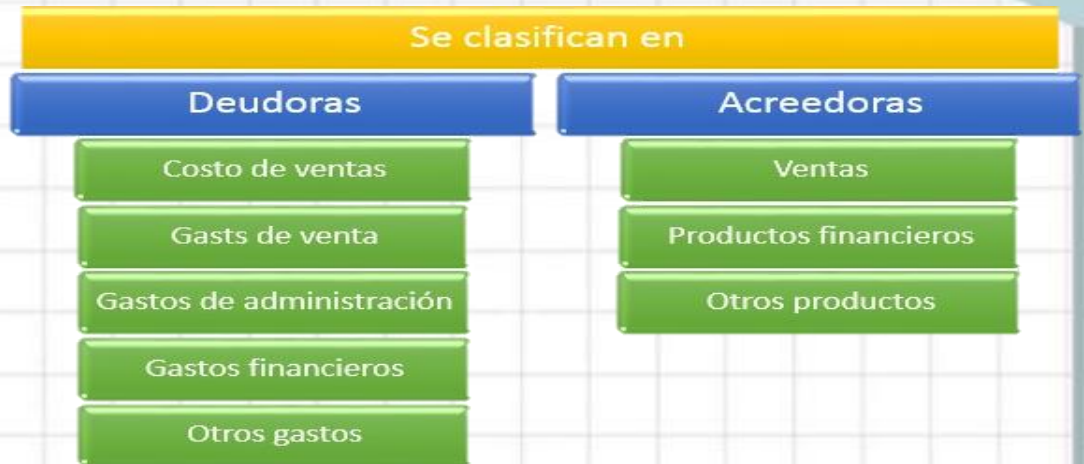 Se clasifican en
Deudoras
Costo de ventas
Gasts de venta
Gastos de administración
Gastos financieros
Otros gastos
Acreedoras
Ventas
Productos financieros
Otros productos